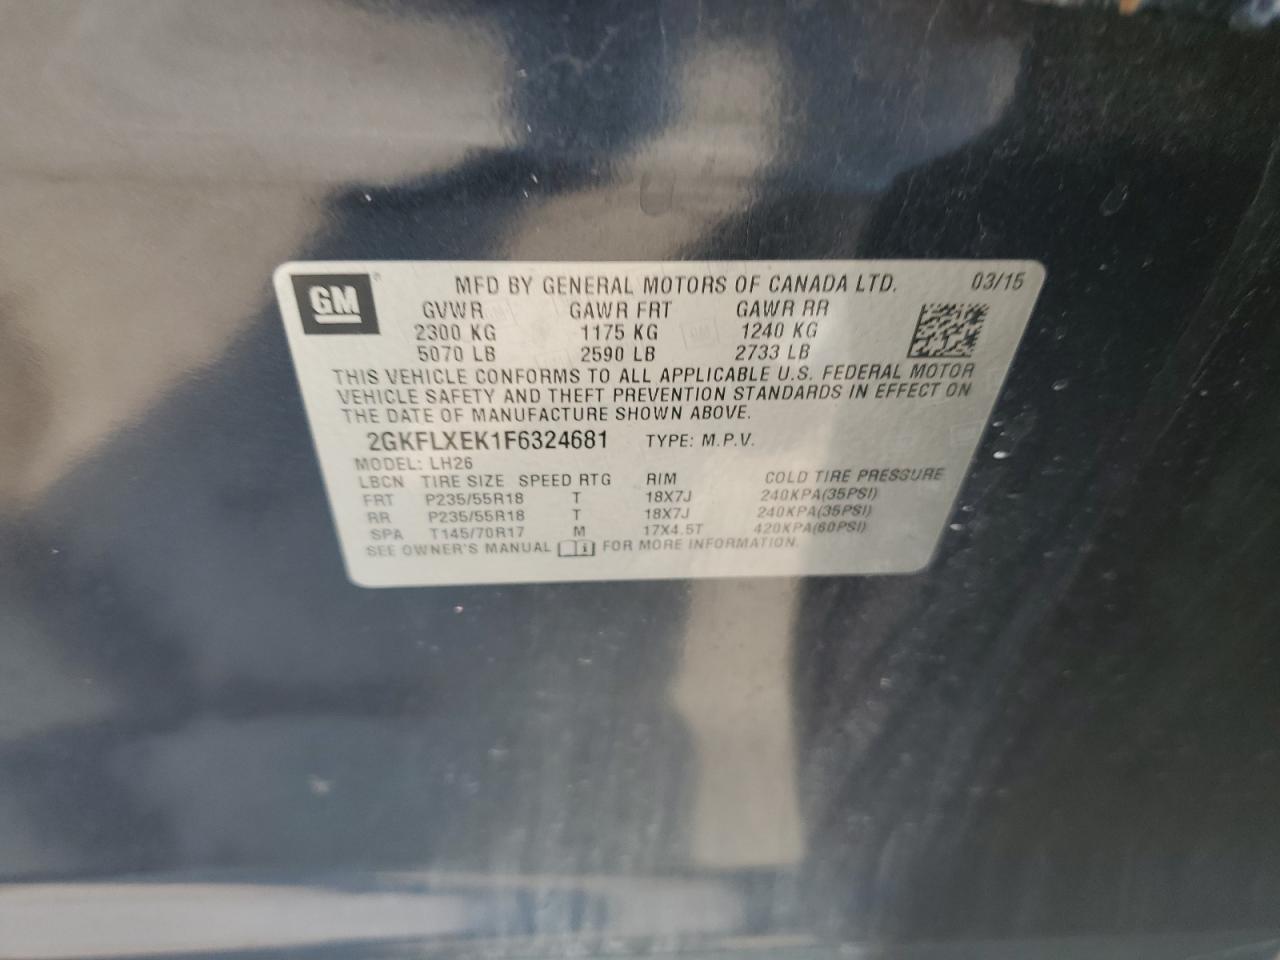 GM
MFD BY GENERAL MOTORS OF CANADA LTD. 03/15
GVWR GAWR FRT GAWR RR
2300 KG 1175 KG 1240 KG
5070 LB 2590 LB 2733 LB
THIS VEHICLE CONFORMS TO ALL APPLICABLE U.S. FEDERAL MOTOR
VEHICLE SAFETY AND THEFT PREVENTION STANDARDS IN EFFECT ON
THE DATE OF MANUFACTURE SHOWN ABOVE.
2GKFLXEK1F6324681 TYPE: M.P.V.
MODEL: LH26
LBCN TIRE SIZE SPEED RTG RIM COLD TIRE PRESSURE
FRT P235/55R18 T 18X7J 240KPA(35PSI)
RR P235/55R18 T 18X7J 240KPA(35PSI)
SPA T145/70R17 M 17X4.5T 420KPA(60PSI)
SEE OWNER'S MANUAL i FOR MORE INFORMATION.